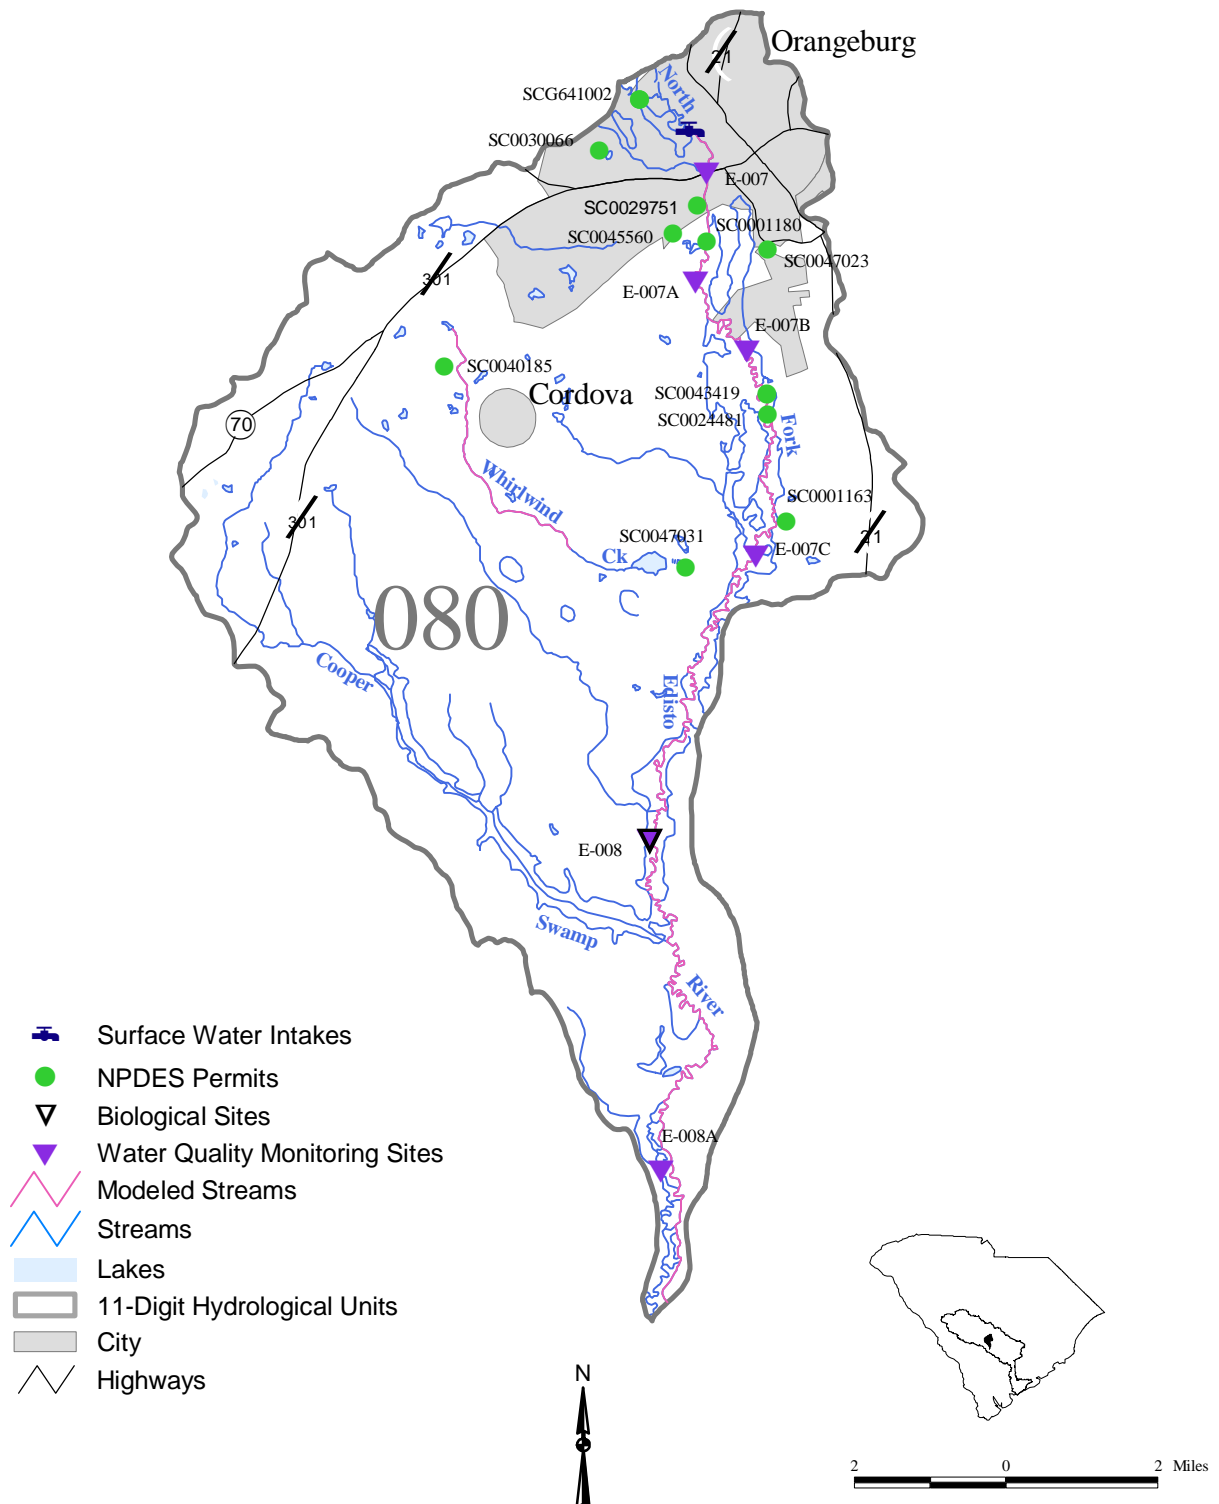 Orangeburg
21
North
SCG641002
SC0030066
E-007
SC0029751
SC0001180
SC0045560
SC0047023
301
E-007A
E-007B
SC0040185
Cordova
SC0043419
SC0024481
Fork
70
Whirlwind
SC0001163
301
SC0047031
21
E-007C
Ck
080
Cooper
Edisto
E-008
Swamp
River
E-008A
Surface Water Intakes
NPDES Permits
Biological Sites
Water Quality Monitoring Sites
Modeled Streams
Streams
Lakes
11-Digit Hydrological Units
City
Highways
N
2 0 2 Miles